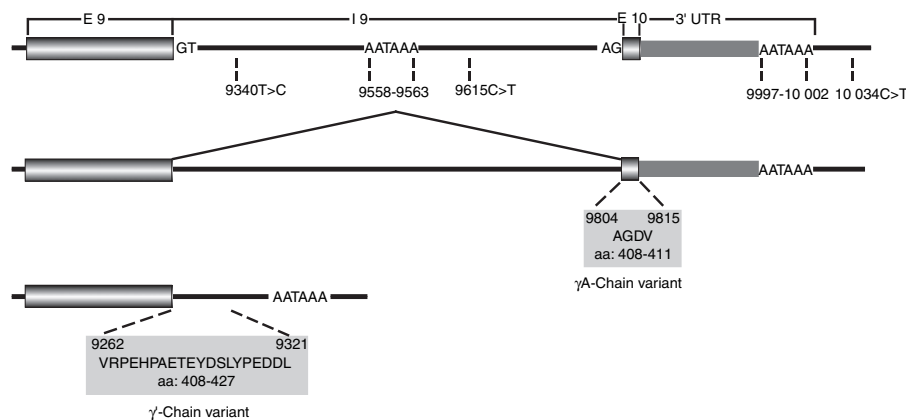 E 9 I 9 E 10 3' UTR
GT AATAAA AG AATAAA
9340T>C 9558-9563 9615C>T 9997-10 002 10 034C>T
AATAAA
9804 9815
AGDV
aa: 408-411
γA-Chain variant
AATAAA
9262 9321
VRPEHPAETEYDSLYPEDDL
aa: 408-427
γ'-Chain variant